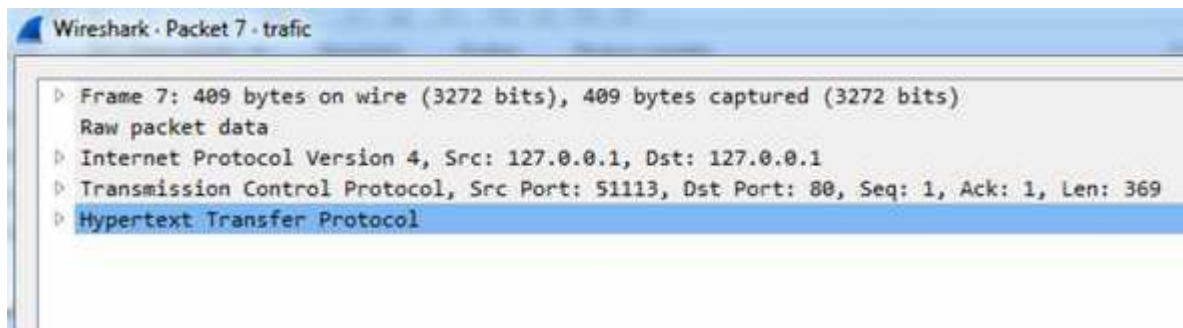 Wireshark · Packet 7 · trafic
Frame 7: 409 bytes on wire (3272 bits), 409 bytes captured (3272 bits)
Raw packet data
Internet Protocol Version 4, Src: 127.0.0.1, Dst: 127.0.0.1
Transmission Control Protocol, Src Port: 51113, Dst Port: 80, Seq: 1, Ack: 1, Len: 369
Hypertext Transfer Protocol